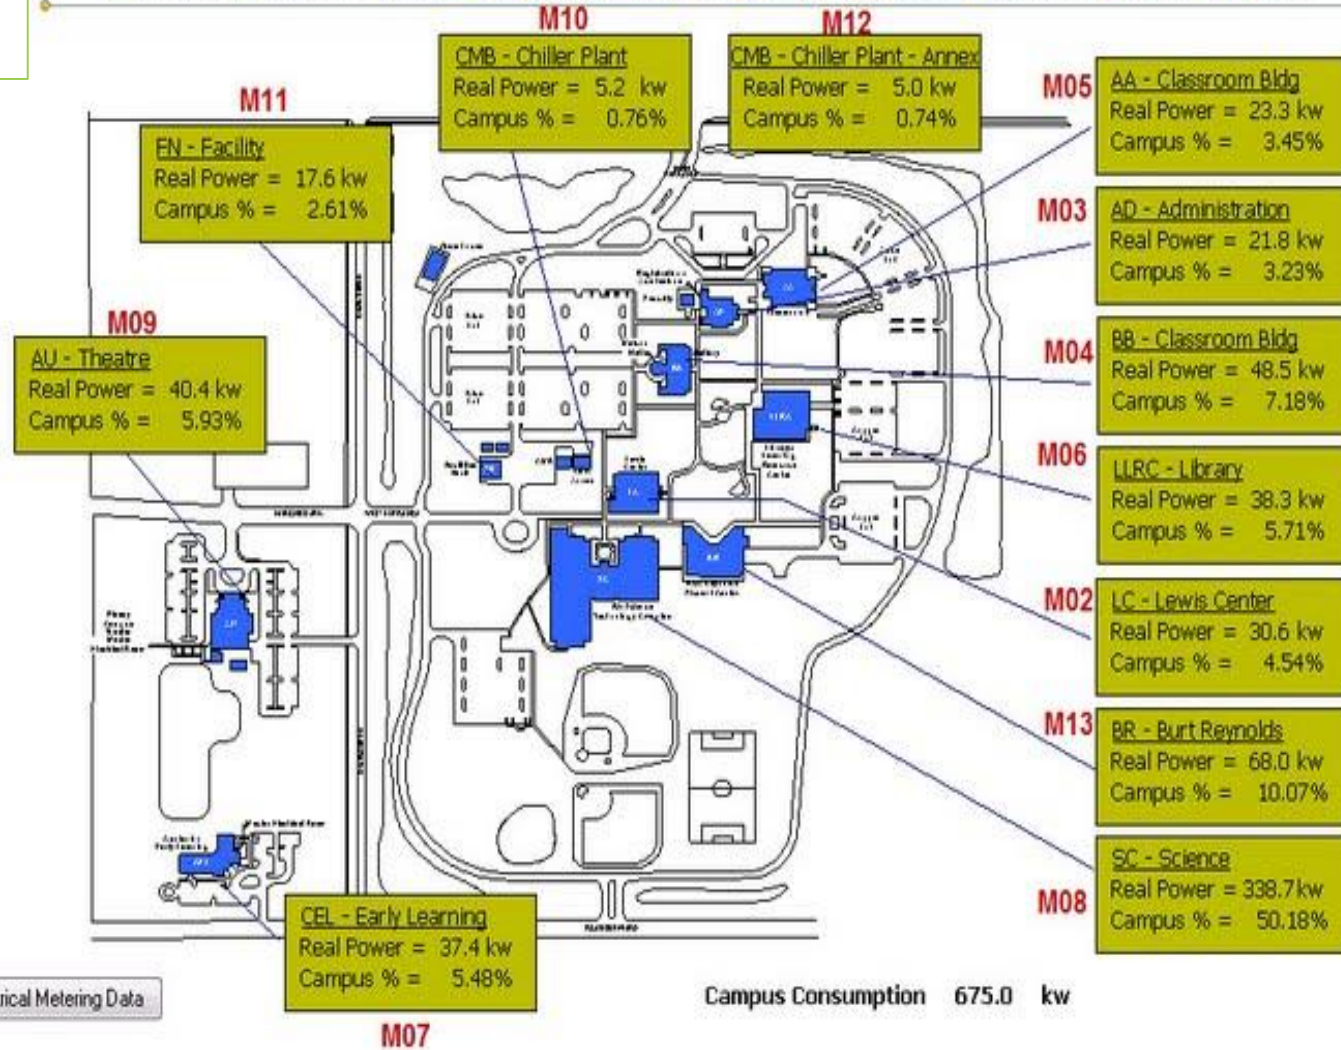 M10
CMB - Chiller Plant
Real Power = 5.2 kw
Campus % = 0.76%
M12
CMB - Chiller Plant - Annex
Real Power = 5.0 kw
Campus % = 0.74%
M05
AA - Classroom Bldg
Real Power = 23.3 kw
Campus % = 3.45%
M11
FN - Facility
Real Power = 17.6 kw
Campus % = 2.61%
M03
AD - Administration
Real Power = 21.8 kw
Campus % = 3.23%
M09
AU - Theatre
Real Power = 40.4 kw
Campus % = 5.93%
M04
BB - Classroom Bldg
Real Power = 48.5 kw
Campus % = 7.18%
M06
LLRC - Library
Real Power = 38.3 kw
Campus % = 5.71%
M02
LC - Lewis Center
Real Power = 30.6 kw
Campus % = 4.54%
M13
BR - Burt Reynolds
Real Power = 68.0 kw
Campus % = 10.07%
M08
SC - Science
Real Power = 338.7kw
Campus % = 50.18%
CEL - Early Learning
Real Power = 37.4 kw
Campus % = 5.48%
M07
rical Metering Data
Campus Consumption 675.0 kw